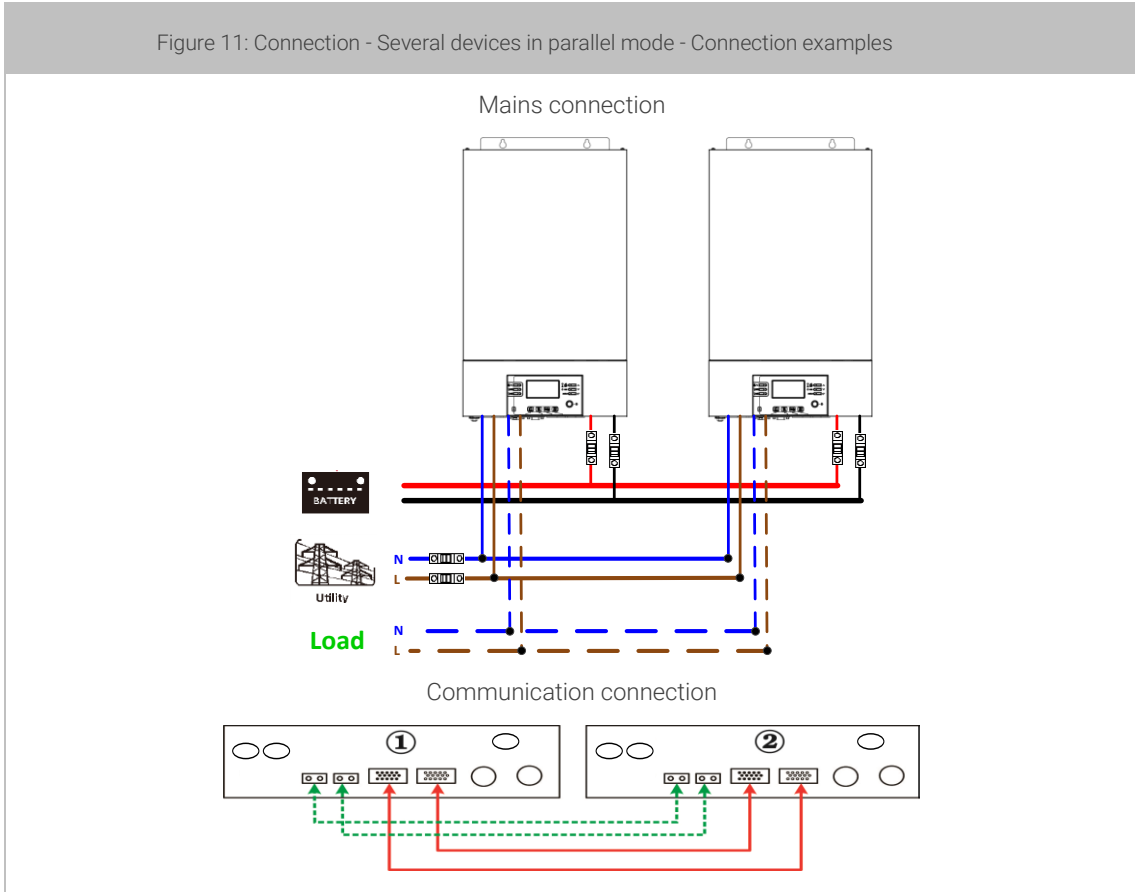 Figure 11: Connection - Several devices in parallel mode - Connection examples
Mains connection
BATTERY
N
L
Utility
Load
N
L
Communication connection
①
②